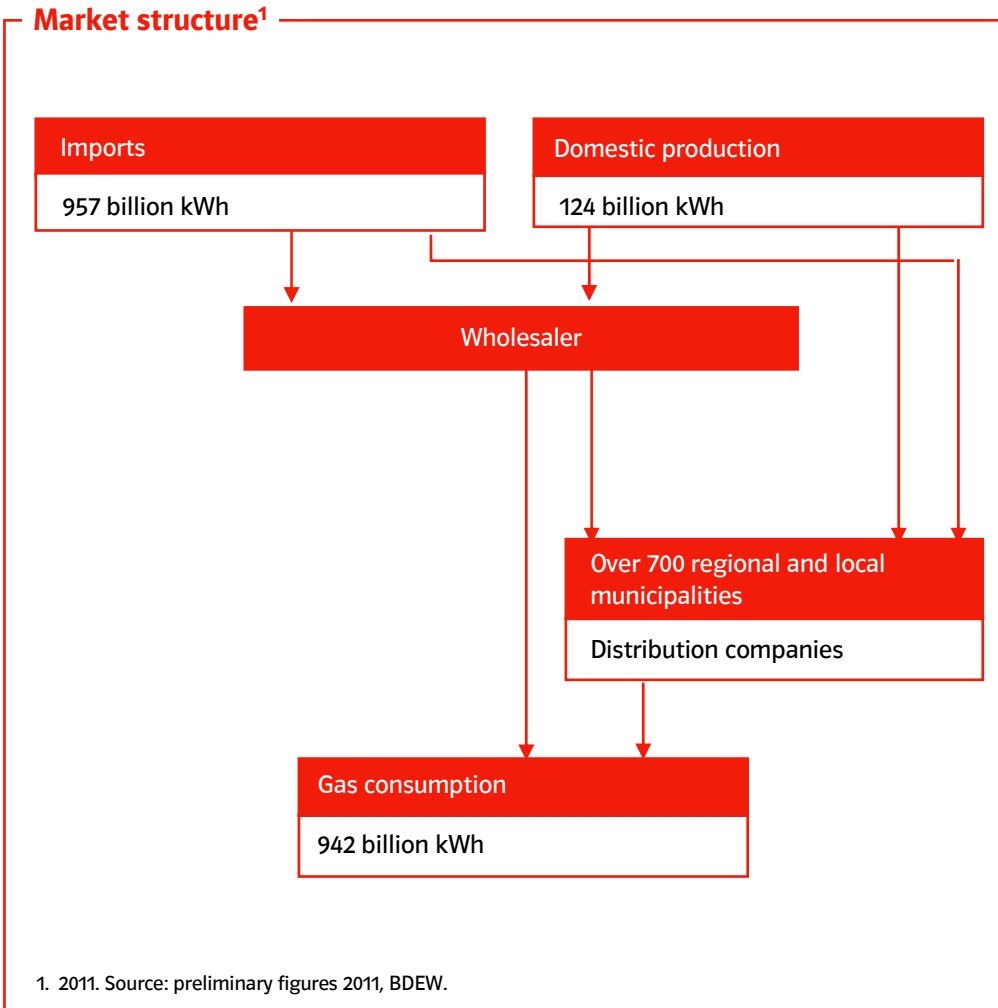 Market structure¹
Imports
957 billion kWh
Domestic production
124 billion kWh
Wholesaler
Over 700 regional and local
municipalities
Distribution companies
Gas consumption
942 billion kWh
1. 2011. Source: preliminary figures 2011, BDEW.